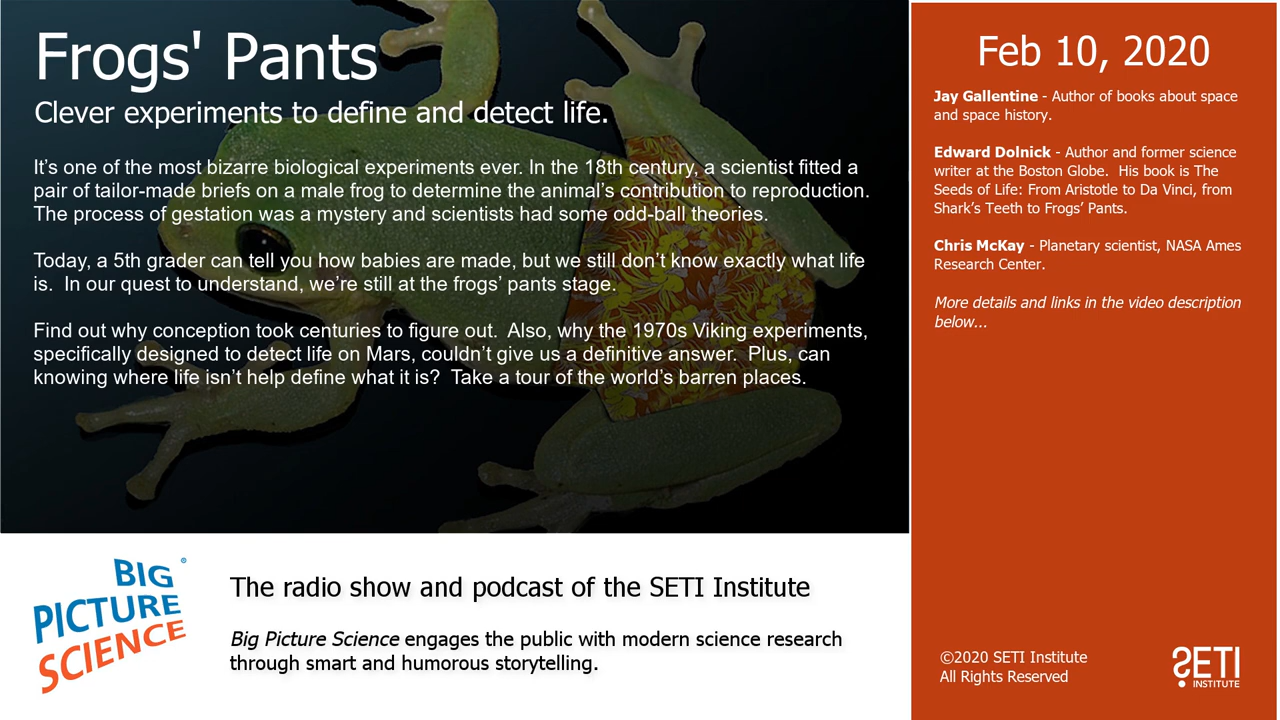 Frogs' Pants
Clever experiments to define and detect life.
It's one of the most bizarre biological experiments ever. In the 18th century, a scientist fitted a
pair of tailor-made briefs on a male frog to determine the animal's contribution to reproduction.
The process of gestation was a mystery and scientists had some odd-ball theories.
Today, a 5th grader can tell you how babies are made, but we still don't know exactly what life
is.  In our quest to understand, we're still at the frogs' pants stage.
Find out why conception took centuries to figure out.  Also, why the 1970s Viking experiments,
specifically designed to detect life on Mars, couldn't give us a definitive answer.  Plus, can
knowing where life isn't help define what it is?  Take a tour of the world's barren places.
Feb 10, 2020
Jay Gallentine - Author of books about space
and space history.
Edward Dolnick - Author and former science
writer at the Boston Globe.  His book is The
Seeds of Life: From Aristotle to Da Vinci, from
Shark's Teeth to Frogs' Pants.
Chris McKay - Planetary scientist, NASA Ames
Research Center.
More details and links in the video description
below...
BIG ®
PICTURE
SCIENCE
The radio show and podcast of the SETI Institute
Big Picture Science engages the public with modern science research
through smart and humorous storytelling.
©2020 SETI Institute
All Rights Reserved
SETI
INSTITUTE